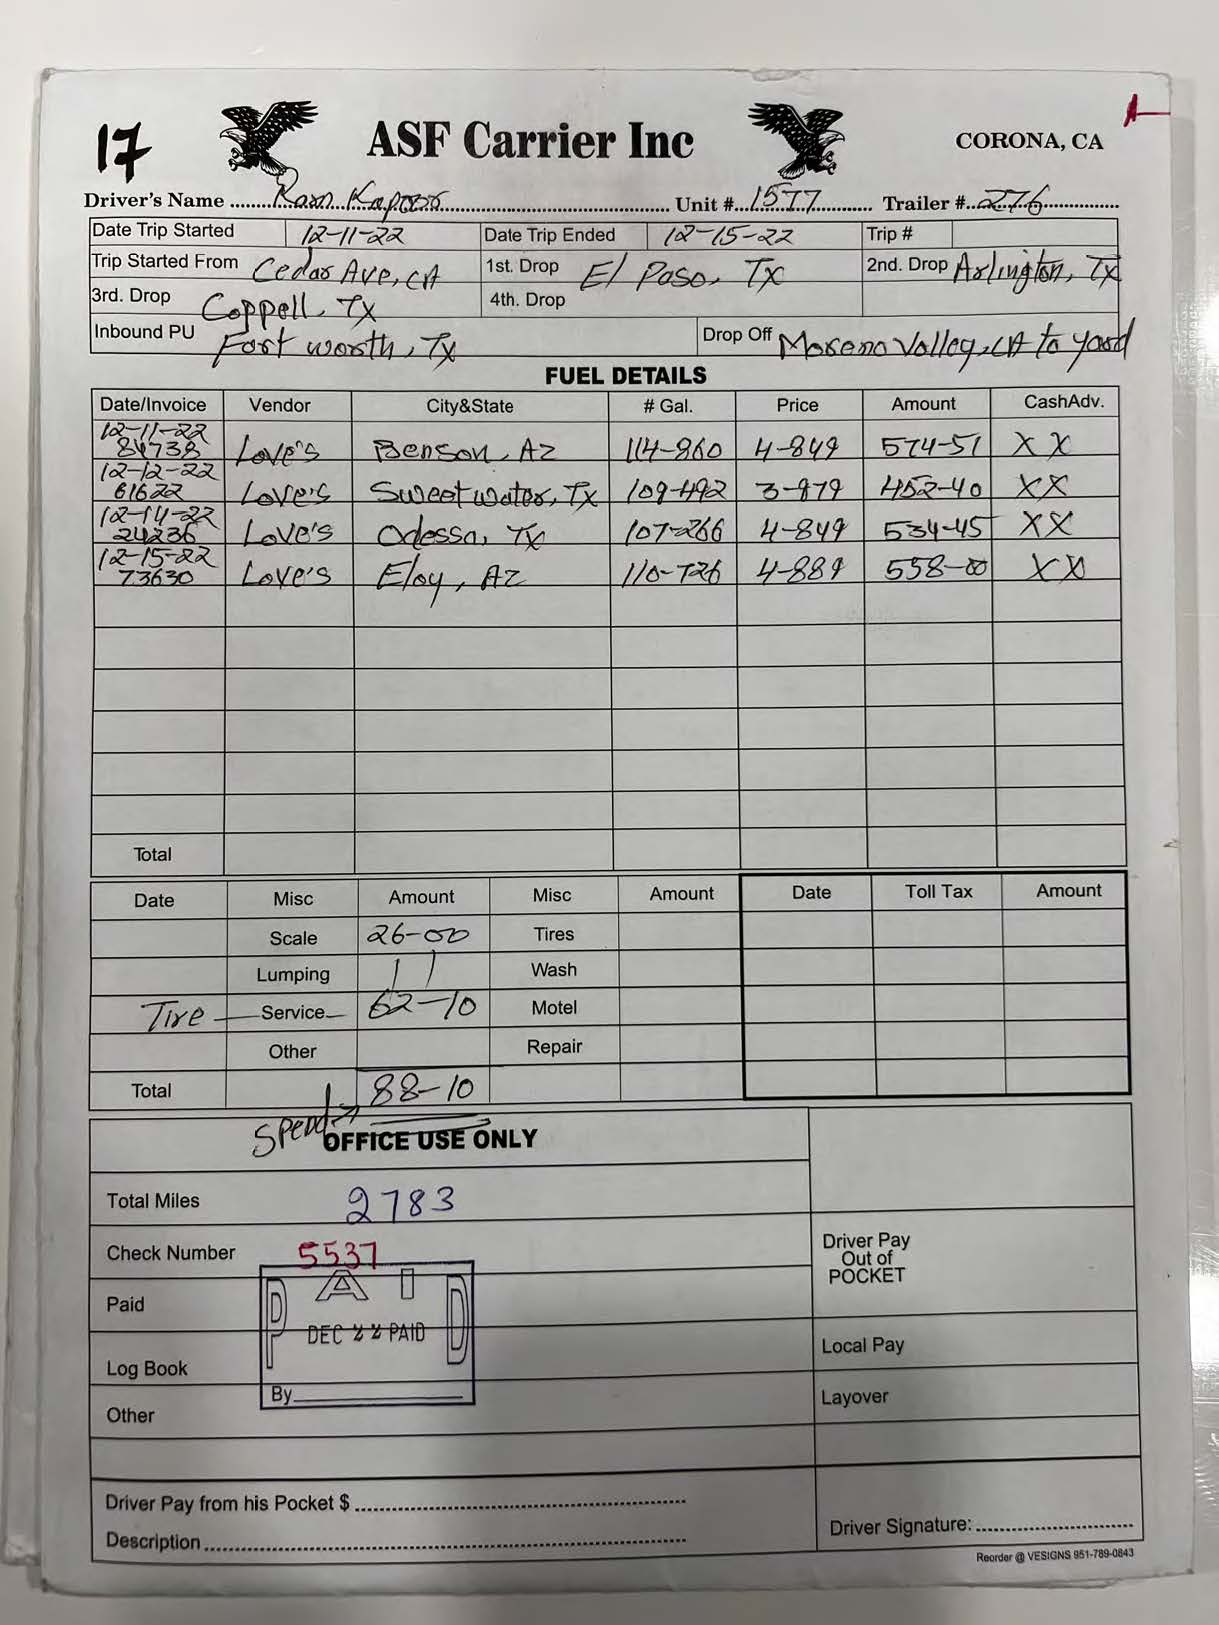 17
ASF Carrier Inc
CORONA, CA
Driver's Name Karn Kapoor Unit # 1577 Trailer # 276
Date Trip Started 12-11-22 Date Trip Ended 12-15-22 Trip #
Trip Started From Cedar Ave, CA 1st. Drop El Paso, Tx 2nd. Drop Arlington, Tx
3rd. Drop Coppell, Tx 4th. Drop
Inbound PU Fort worth, Tx Drop Off Moreno Valley, CA to yard
FUEL DETAILS
Date/Invoice Vendor City&State # Gal. Price Amount CashAdv.
12-11-22
84738 Love's Benson, Az 114-860 4-849 574-51 XX
12-12-22
61622 Love's Sweet water, Tx 109-492 3-979 452-40 XX
12-14-22
24236 Love's Odessa, Tx 107-266 4-849 534-45 XX
12-15-22
73630 Love's Eloy, AZ 110-726 4-889 558-00 XX
Total
Date Misc Amount Misc Amount Date Toll Tax Amount
Scale 26-00 Tires
Lumping Wash
Tire Service 62-10 Motel
Other Repair
Total 88-10
Spend
OFFICE USE ONLY
Total Miles 2783
Check Number 5537
Driver Pay
Out of
POCKET
Paid
PAID
DEC 22 PAID
By
Local Pay
Log Book
Layover
Other
Driver Pay from his Pocket $
Description
Driver Signature:
Reorder @ VESIGNS 951-789-0843